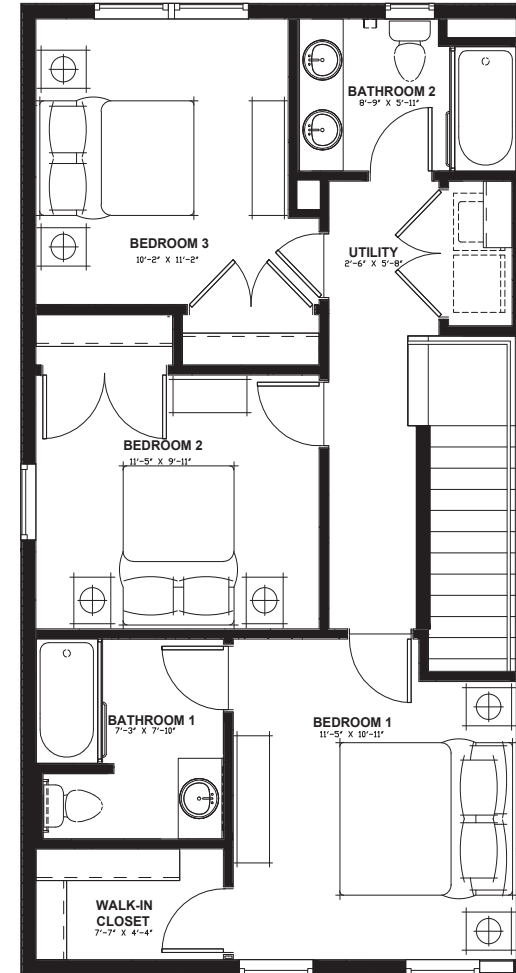 BATHROOM 2
8'-9" X 5'-11"
BEDROOM 3
10'-2" X 11'-2"
UTILITY
2'-6" X 5'-8"
BEDROOM 2
11'-5" X 9'-11"
BATHROOM 1
7'-3" X 7'-10"
BEDROOM 1
11'-5" X 10'-11"
WALK-IN
CLOSET
7'-7" X 4'-4"